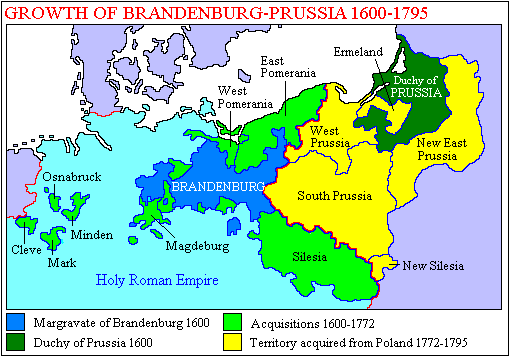 GROWTH OF BRANDENBURG-PRUSSIA 1600-1795
Ermeland
East
Pomerania
Duchy of
PRUSSIA
West
Pomerania
West
Prussia
New East
Prussia
Osnabruck
BRANDENBURG
South Prussia
Minden
Cleve
Mark
Magdeburg
Silesia
New Silesia
Holy Roman Empire
Margravate of Brandenburg 1600
Acquisitions 1600-1772
Duchy of Prussia 1600
Territory acquired from Poland 1772-1795